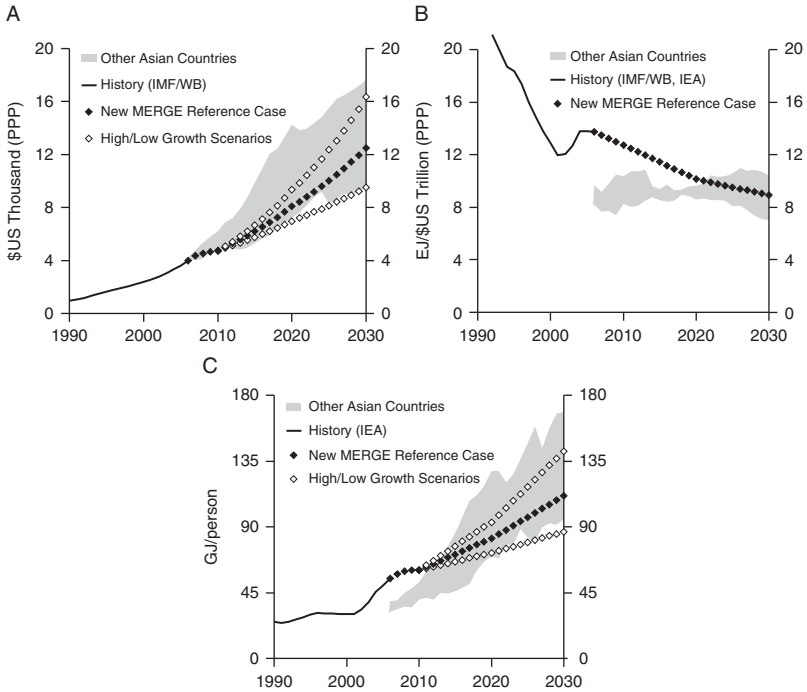 A
$US Thousand (PPP)
20
16
12
8
4
0
Other Asian Countries
History (IMF/WB)
New MERGE Reference Case
High/Low Growth Scenarios
20
16
12
8
4
0
1990 2000 2010 2020 2030
B
EJ/$US Trillion (PPP)
20
16
12
8
4
0
Other Asian Countries
History (IMF/WB, IEA)
New MERGE Reference Case
20
16
12
8
4
0
1990 2000 2010 2020 2030
C
GJ/person
180
135
90
45
0
Other Asian Countries
History (IEA)
New MERGE Reference Case
High/Low Growth Scenarios
180
135
90
45
0
1990 2000 2010 2020 2030